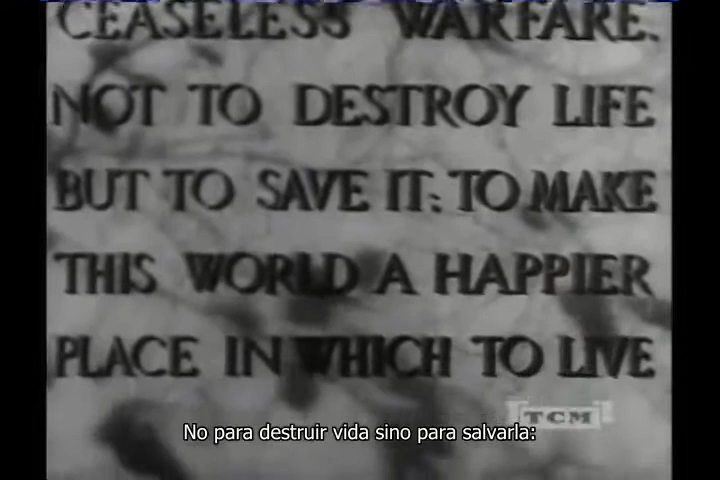 CEASELESS WARFARE.
NOT TO DESTROY LIFE
BUT TO SAVE IT: TO MAKE
THIS WORLD A HAPPIER
PLACE IN WHICH TO LIVE
TCM
No para destruir vida sino para salvarla: